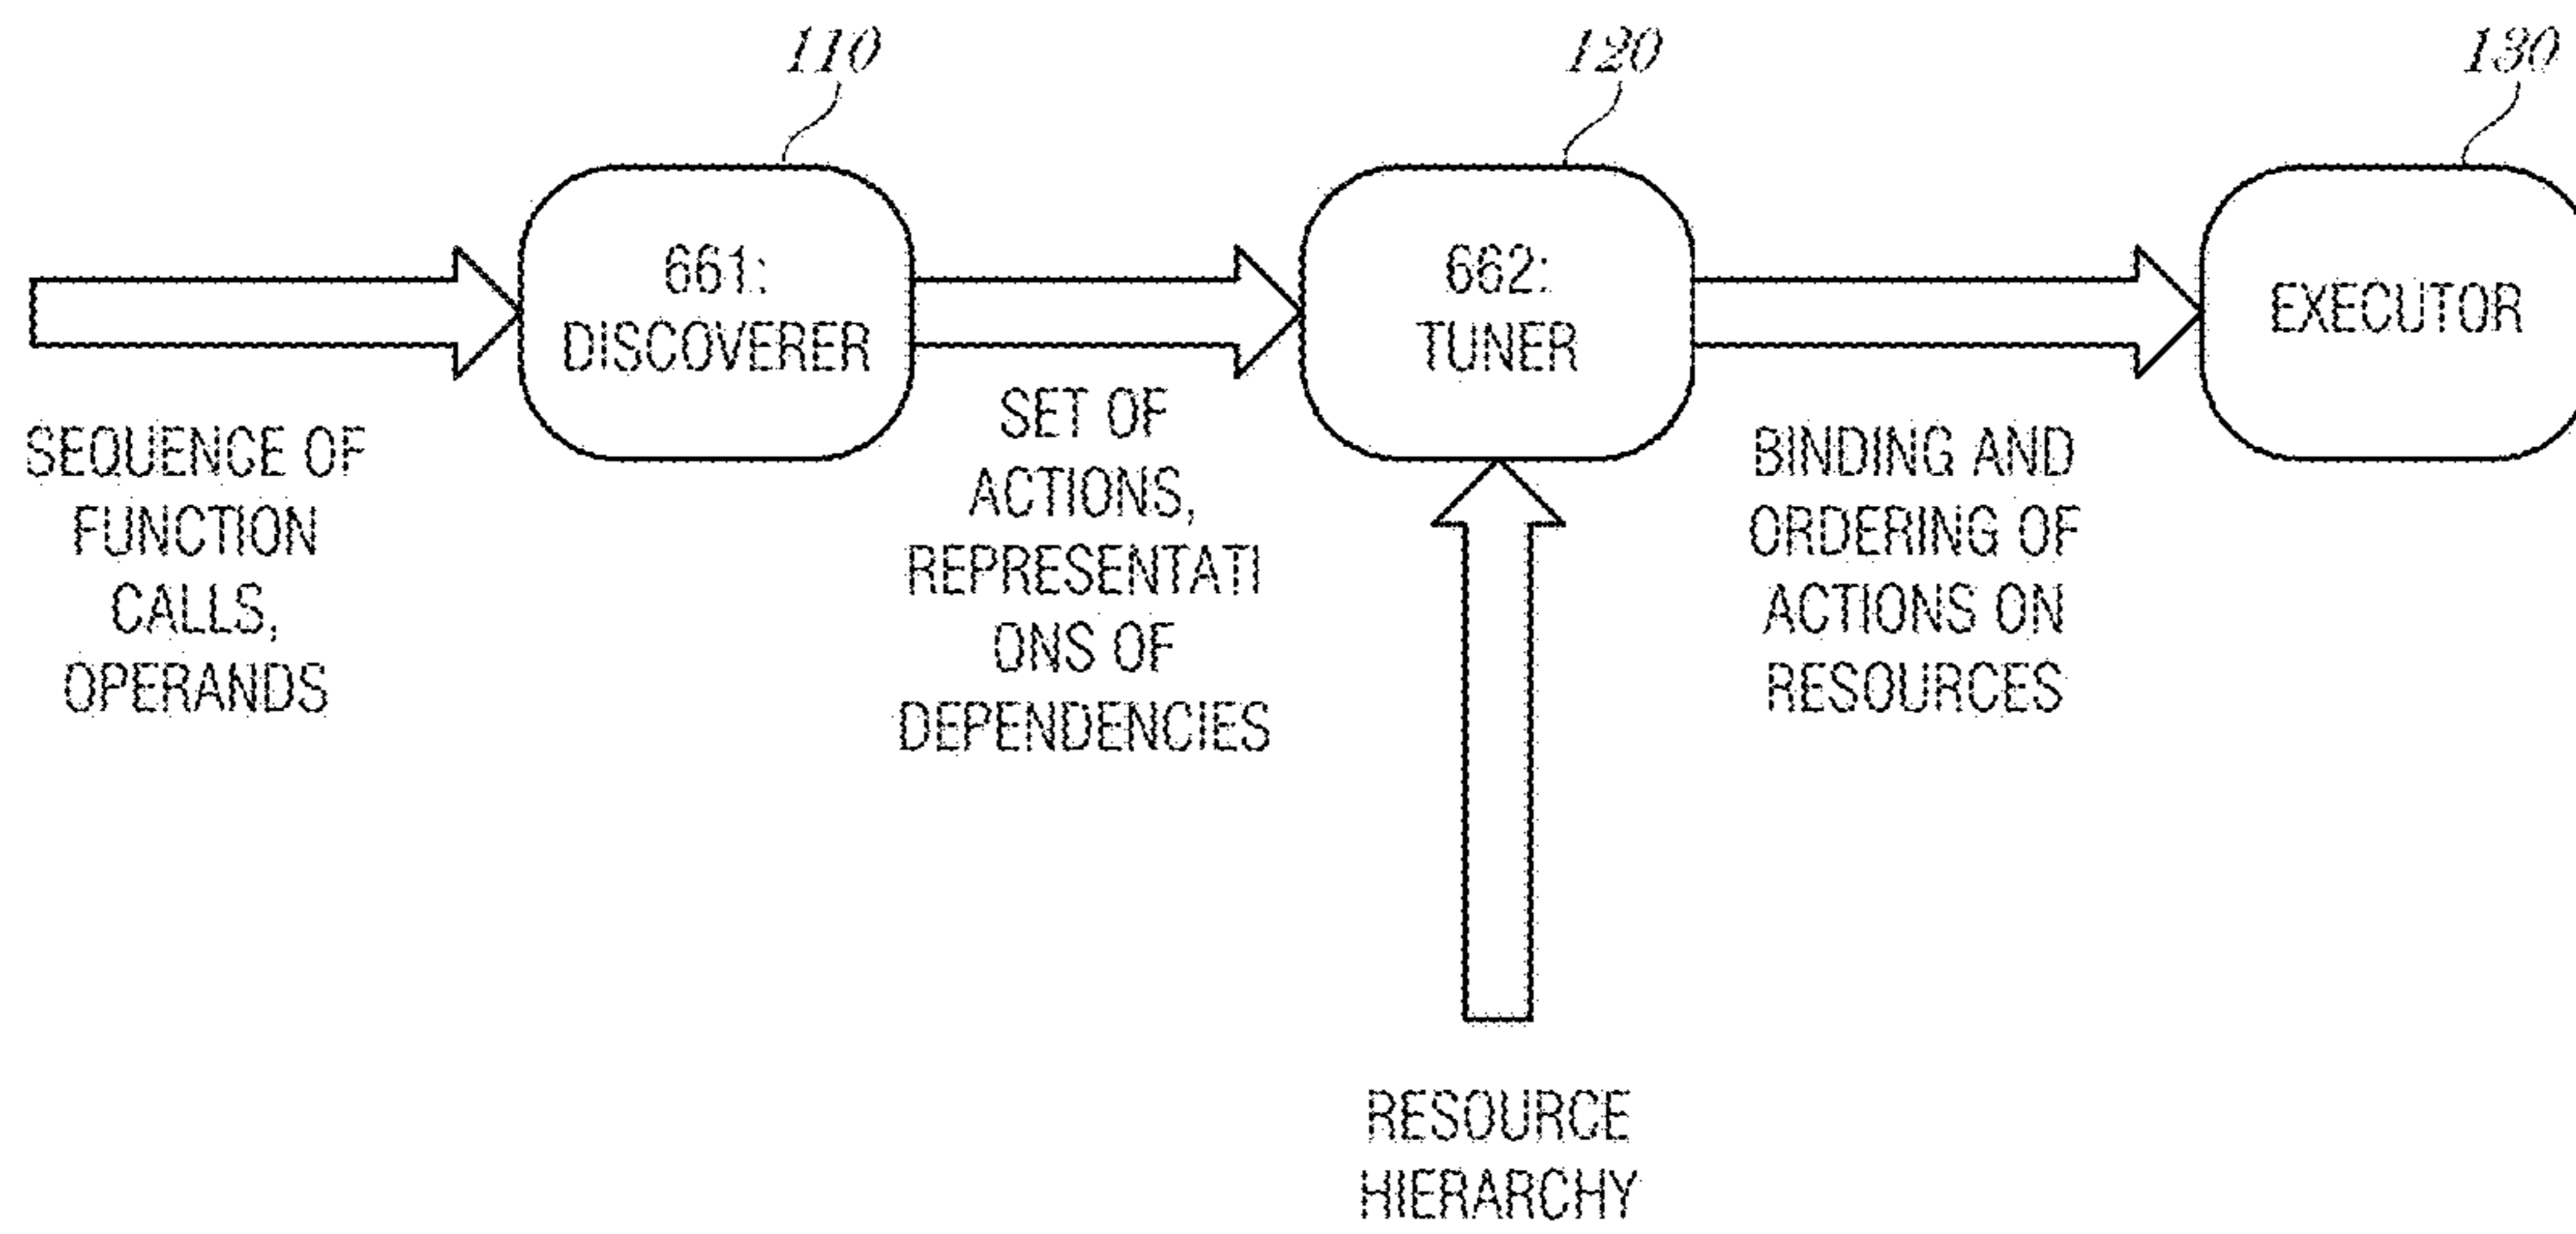 110
120
130
661:
DISCOVERER
662:
TUNER
EXECUTOR
SEQUENCE OF
FUNCTION
CALLS,
OPERANDS
SET OF
ACTIONS,
REPRESENTATI
ONS OF
DEPENDENCIES
BINDING AND
ORDERING OF
ACTIONS ON
RESOURCES
RESOURCE
HIERARCHY